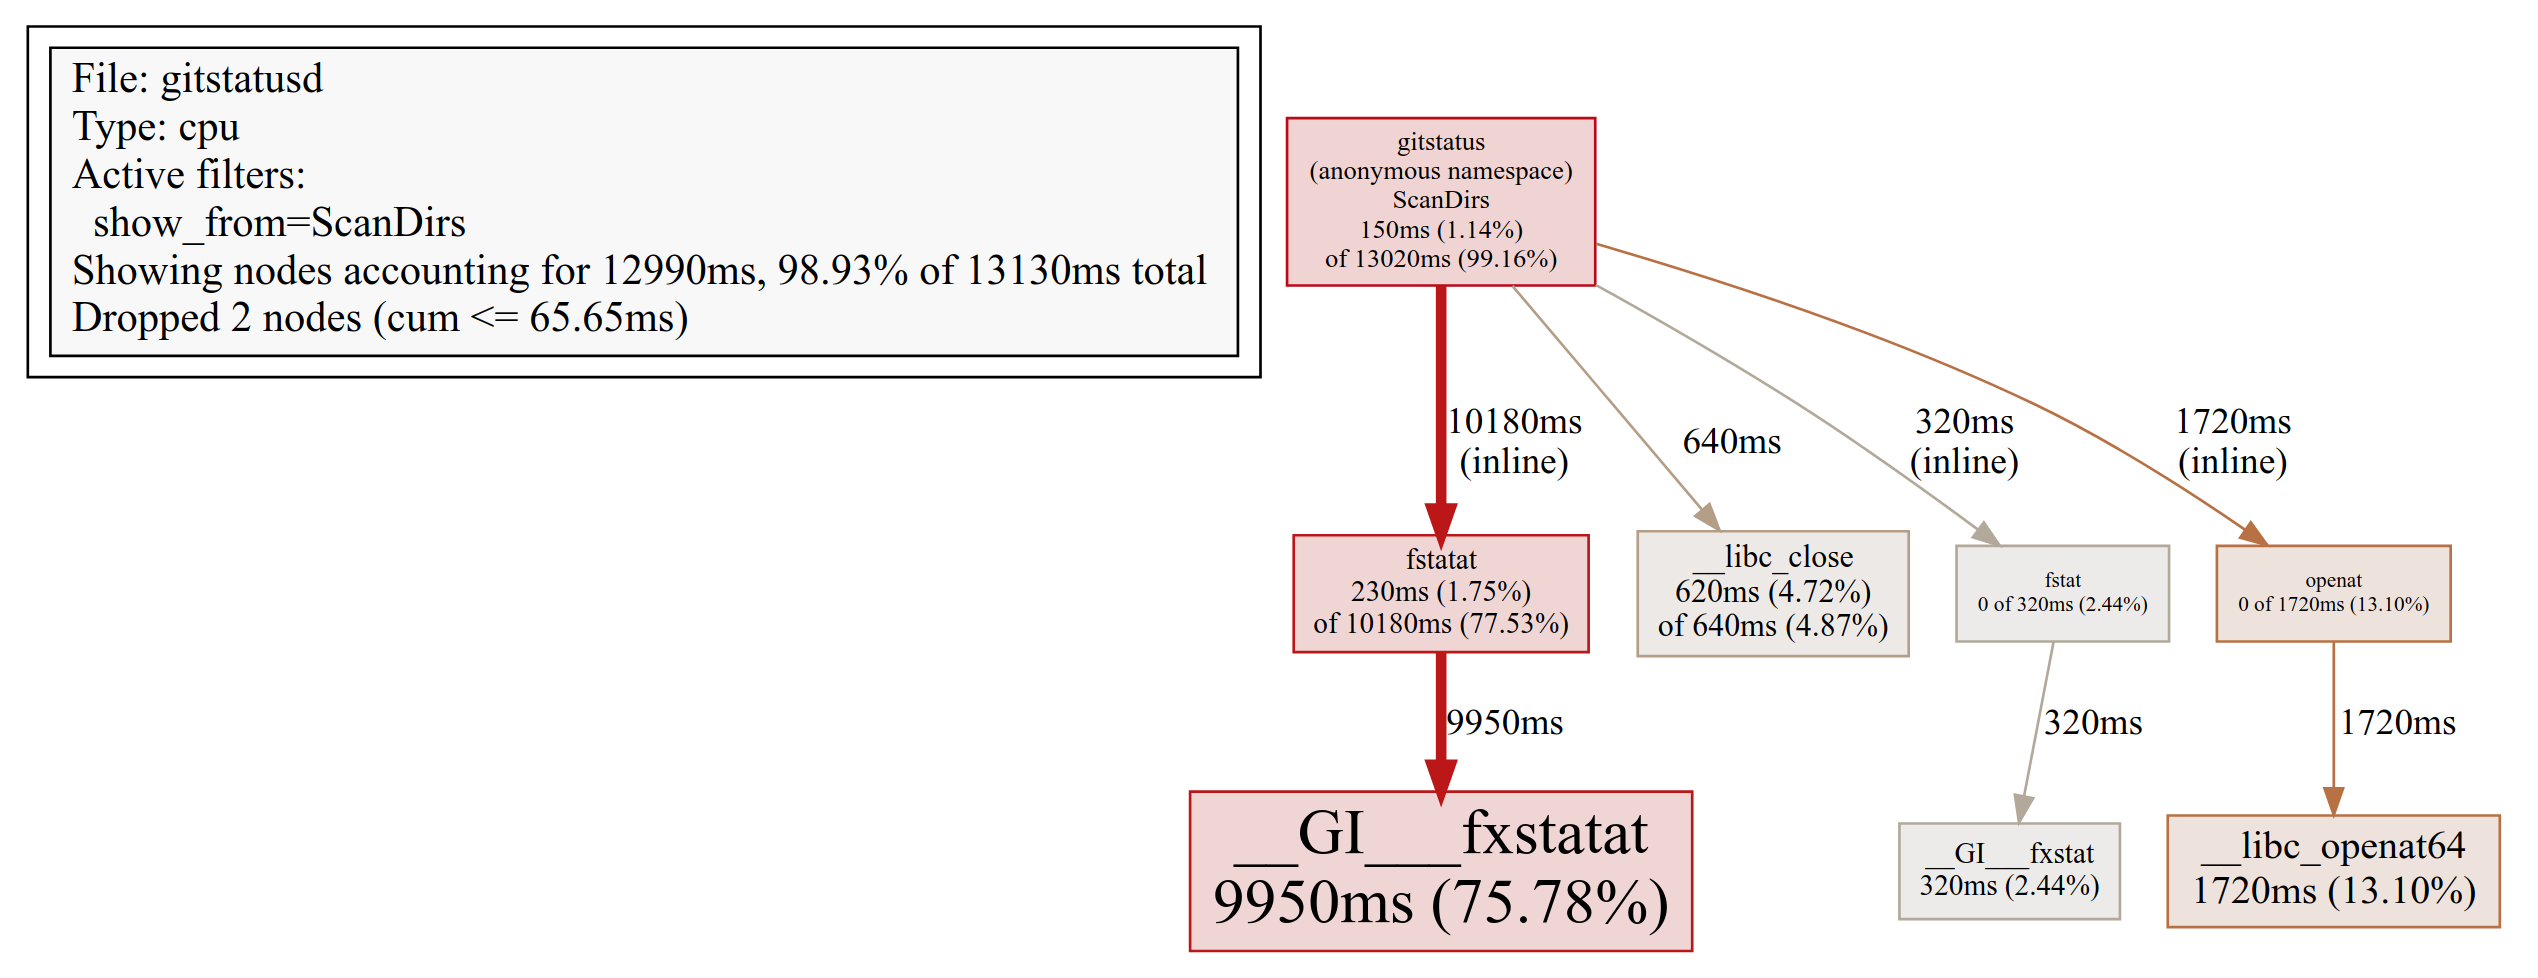 File: gitstatusd
Type: cpu
Active filters:
show_from=ScanDirs
Showing nodes accounting for 12990ms, 98.93% of 13130ms total
Dropped 2 nodes (cum <= 65.65ms)
gitstatus
(anonymous namespace)
ScanDirs
150ms (1.14%)
of 13020ms (99.16%)
10180ms
(inline)
640ms
320ms
(inline)
1720ms
(inline)
fstatat
230ms (1.75%)
of 10180ms (77.53%)
__libc_close
620ms (4.72%)
of 640ms (4.87%)
fstat
0 of 320ms (2.44%)
openat
0 of 1720ms (13.10%)
9950ms
320ms
1720ms
__GI___fxstatat
9950ms (75.78%)
__GI___fxstat
320ms (2.44%)
__libc_openat64
1720ms (13.10%)